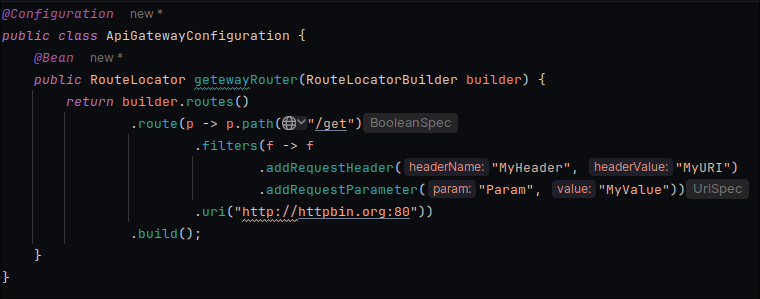 @Configuration new *
public class ApiGatewayConfiguration {
@Bean new *
public RouteLocator getewayRouter(RouteLocatorBuilder builder) {
return builder.routes()
.route(p -> p.path("/get") BooleanSpec
.filters(f -> f
.addRequestHeader( headerName: "MyHeader", headerValue: "MyURI")
.addRequestParameter( param: "Param", value: "MyValue")) UriSpec
.uri("http://httpbin.org:80"))
.build();
}
}